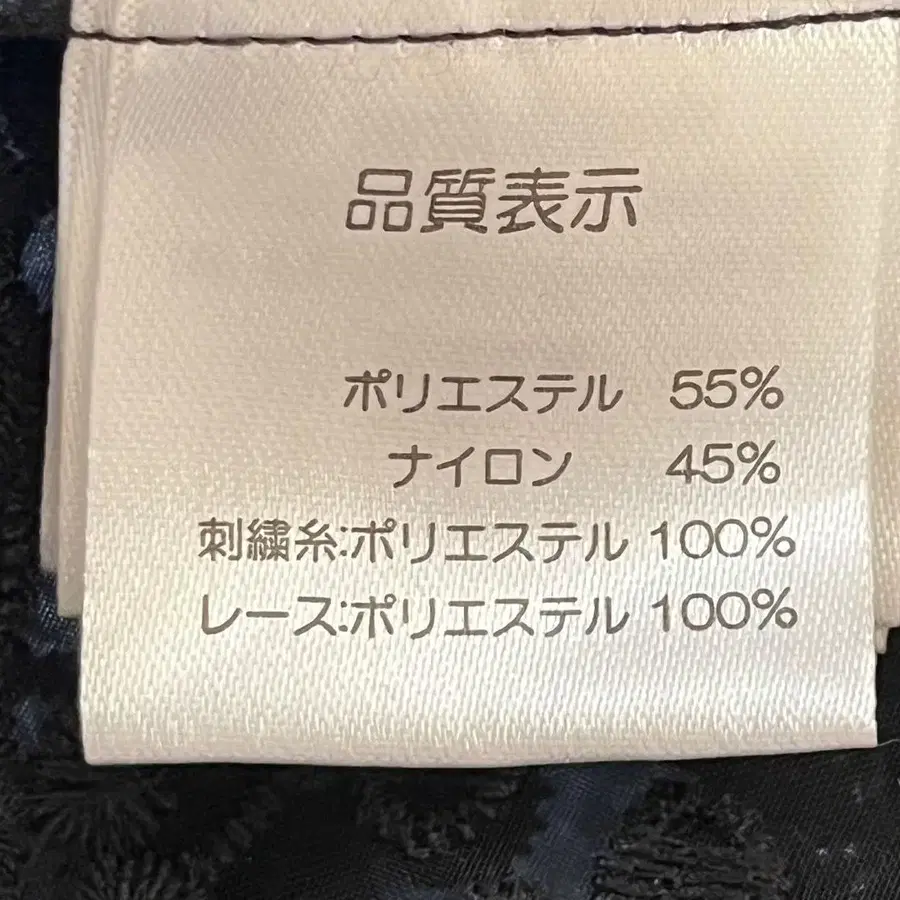 品質表示
ポリエステル 55%
ナイロン 45%
刺繍糸:ポリエステル 100%
レース:ポリエステル 100%